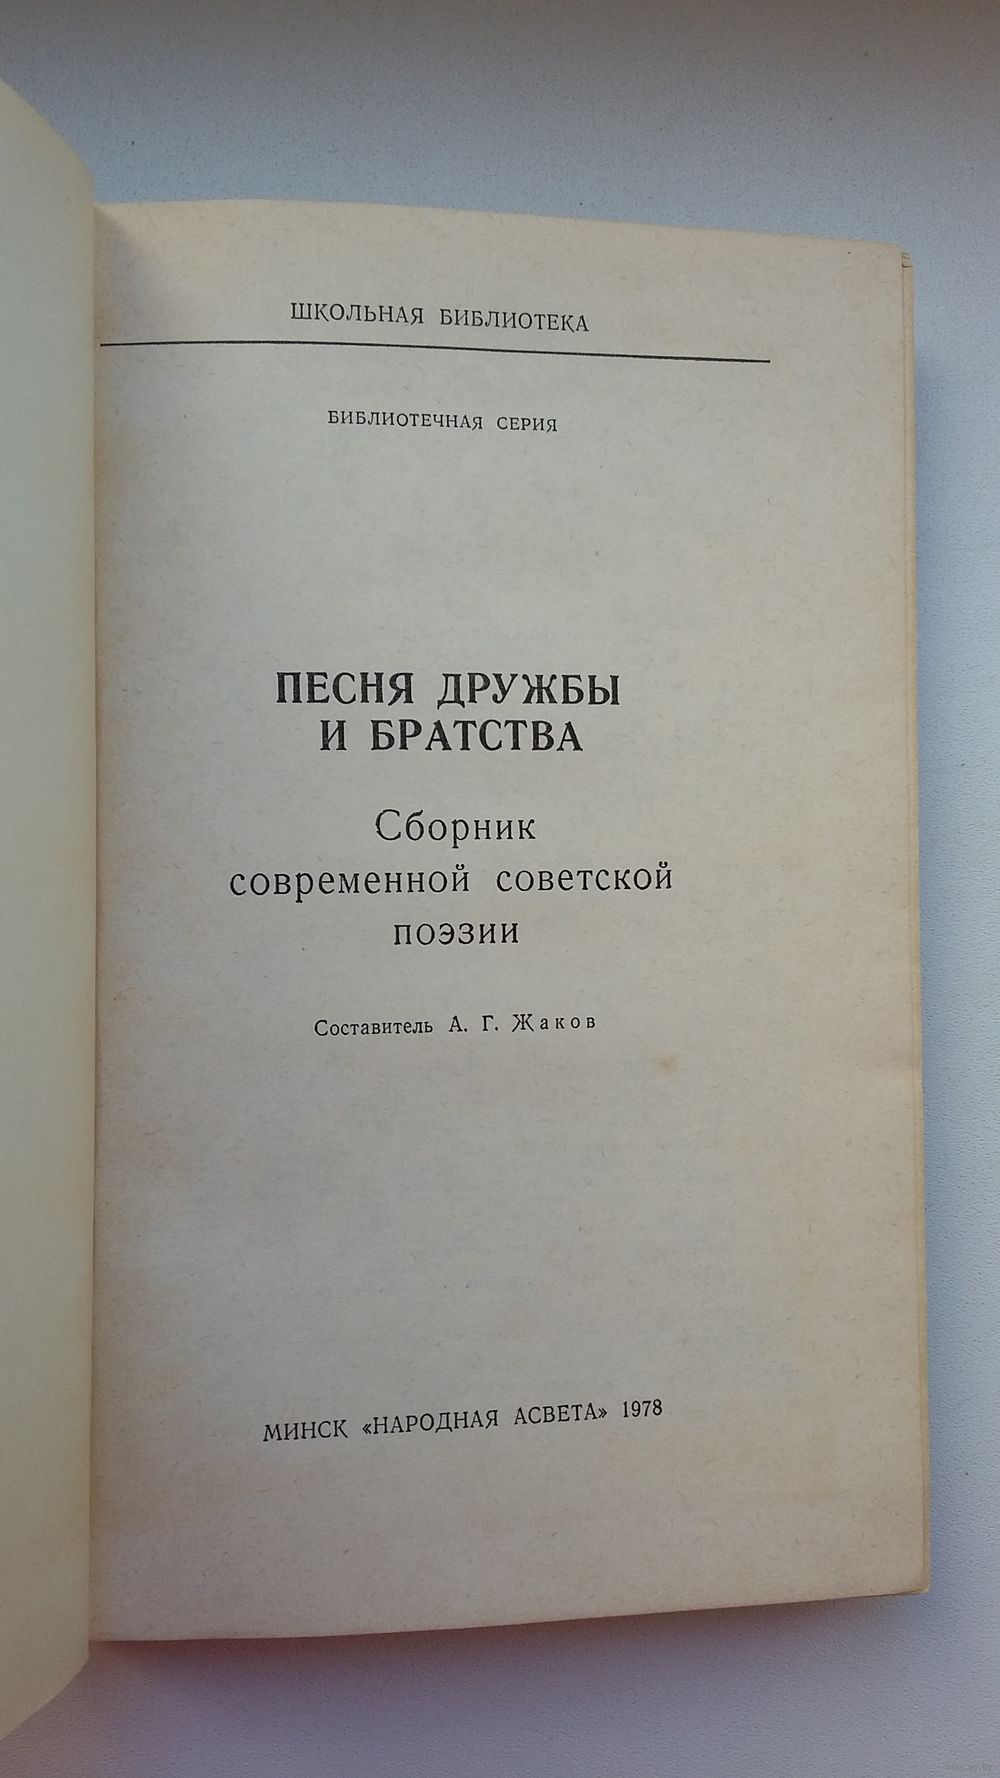 ШКОЛЬНАЯ БИБЛИОТЕКА
БИБЛИОТЕЧНАЯ СЕРИЯ
ПЕСНЯ ДРУЖБЫ
И БРАТСТВА
Сборник
современной советской
поэзии
Составитель А. Г. Жаков
МИНСК «НАРОДНАЯ АСВЕТА» 1978